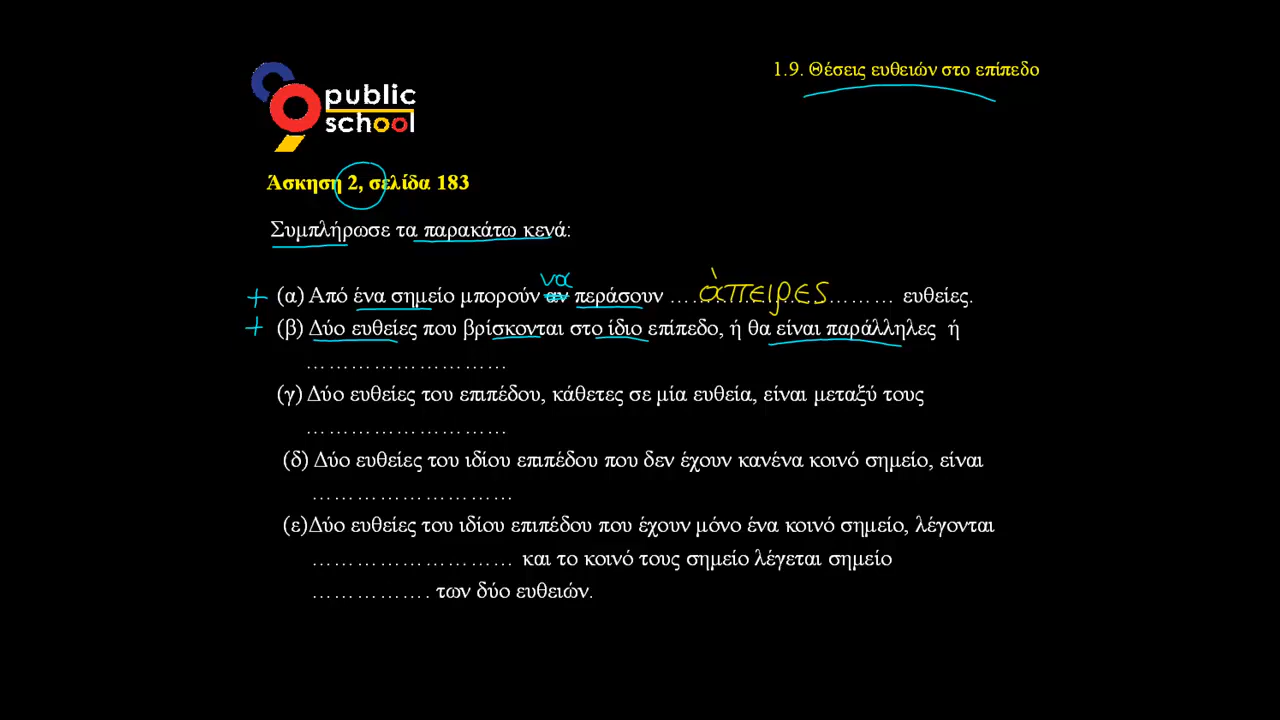 1.9. Θέσεις ευθειών στο επίπεδο
public
school
Άσκηση 2, σελίδα 183
Συμπλήρωσε τα παρακάτω κενά:
να
+ (α) Από ένα σημείο μπορούν αν περάσουν ....άπειρες......... ευθείες.
+ (β) Δύο ευθείες που βρίσκονται στο ίδιο επίπεδο, ή θα είναι παράλληλες ή
………………………
(γ) Δύο ευθείες του επιπέδου, κάθετες σε μία ευθεία, είναι μεταξύ τους
………………………
(δ) Δύο ευθείες του ιδίου επιπέδου που δεν έχουν κανένα κοινό σημείο, είναι
………………………
(ε)Δύο ευθείες του ιδίου επιπέδου που έχουν μόνο ένα κοινό σημείο, λέγονται
……………………… και το κοινό τους σημείο λέγεται σημείο
……………. των δύο ευθειών.